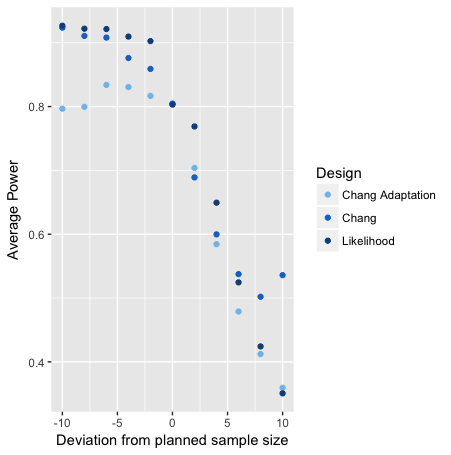 Average Power
0.8
0.6
0.4
-10 -5 0 5 10
Deviation from planned sample size
Design
Chang Adaptation
Chang
Likelihood